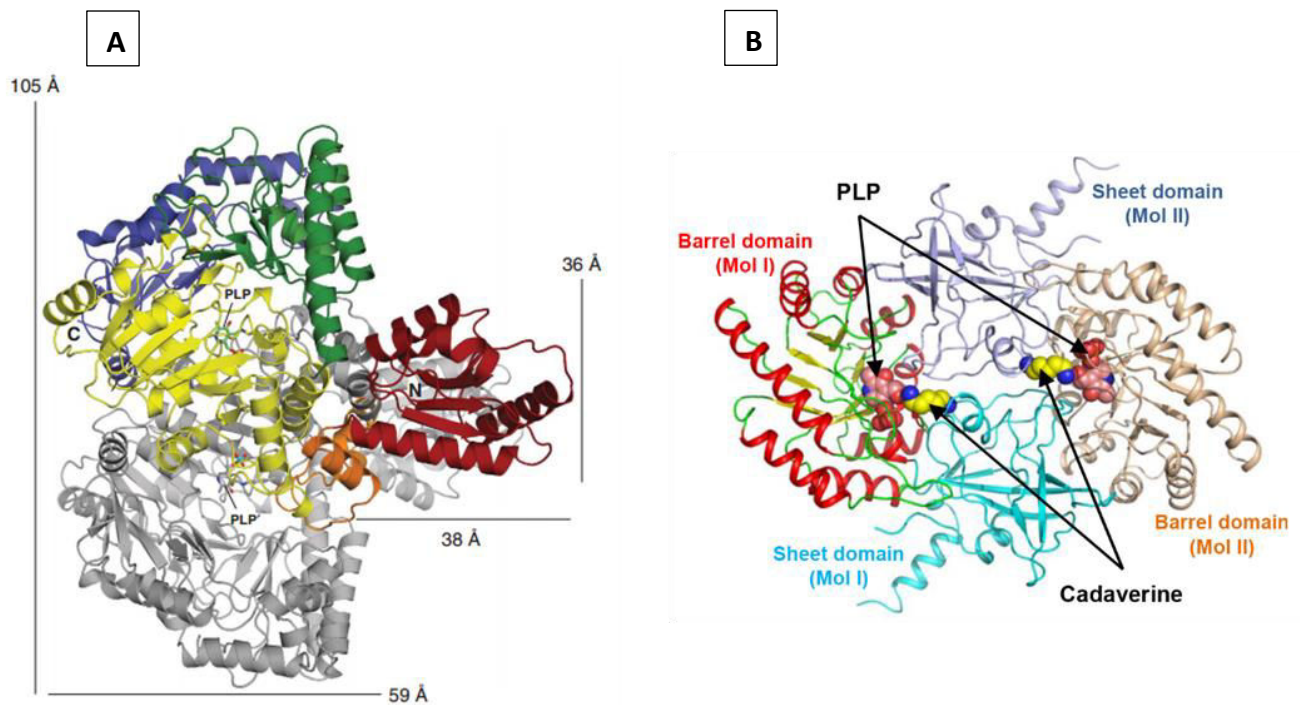 A
105 Å
PLP
C
36 Å
N
PLP'
38 Å
59 Å
B
PLP
Sheet domain
(Mol II)
Barrel domain
(Mol I)
Barrel domain
(Mol II)
Sheet domain
(Mol I)
Cadaverine